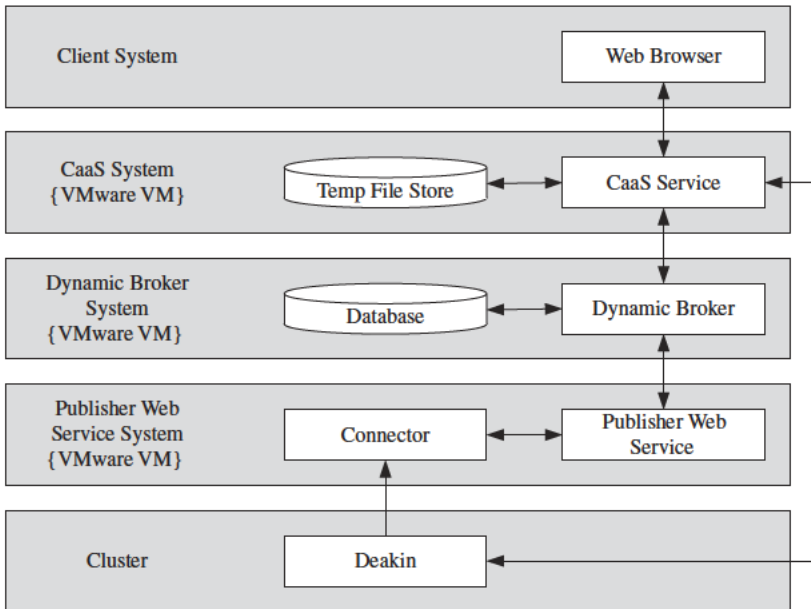 Client System
Web Browser
CaaS System
{VMware VM}
Temp File Store
CaaS Service
Dynamic Broker
System
{VMware VM}
Database
Dynamic Broker
Publisher Web
Service System
{VMware VM}
Connector
Publisher Web
Service
Cluster
Deakin